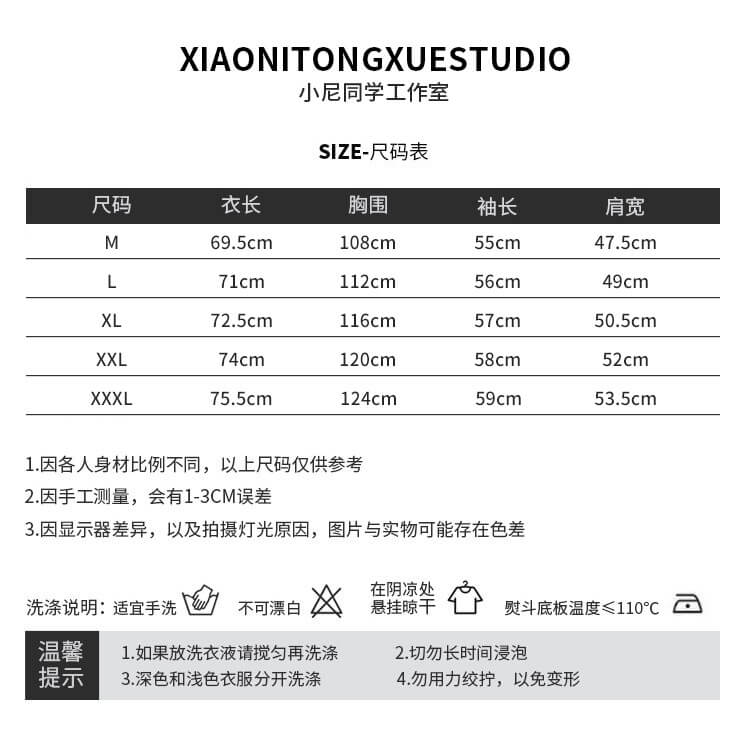 XIAONITONGXUESTUDIO
小尼同学工作室
SIZE-尺码表
尺码 衣长 胸围 袖长 肩宽
M 69.5cm 108cm 55cm 47.5cm
L 71cm 112cm 56cm 49cm
XL 72.5cm 116cm 57cm 50.5cm
XXL 74cm 120cm 58cm 52cm
XXXL 75.5cm 124cm 59cm 53.5cm
1.因各人身材比例不同，以上尺码仅供参考
2.因手工测量，会有1-3CM误差
3.因显示器差异，以及拍摄灯光原因，图片与实物可能存在色差
洗涤说明：适宜手洗 不可漂白 在阴凉处 熨斗底板温度≤110℃
悬挂晾干
温馨 1.如果放洗衣液请搅匀再洗涤 2.切勿长时间浸泡
提示 3.深色和浅色衣服分开洗涤 4.勿用力绞拧，以免变形